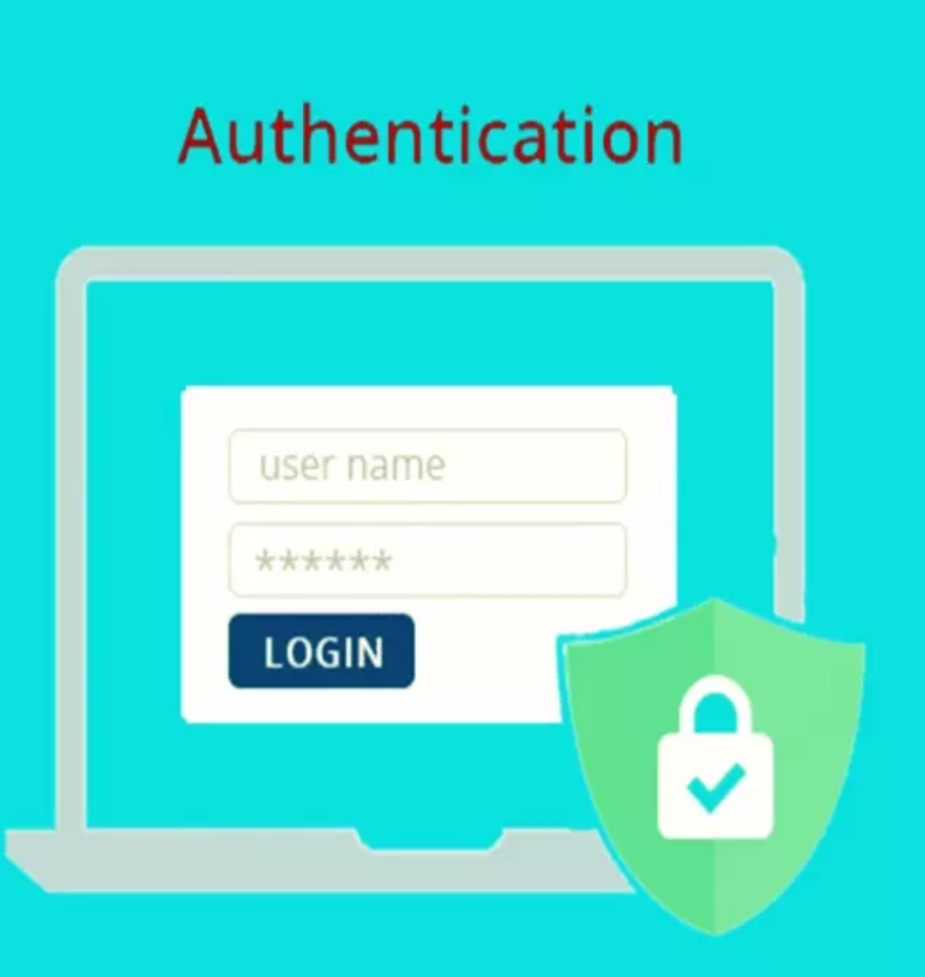 Authentication
user name
******
LOGIN